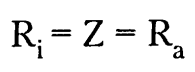 Rᵢ = Z = Rₐ